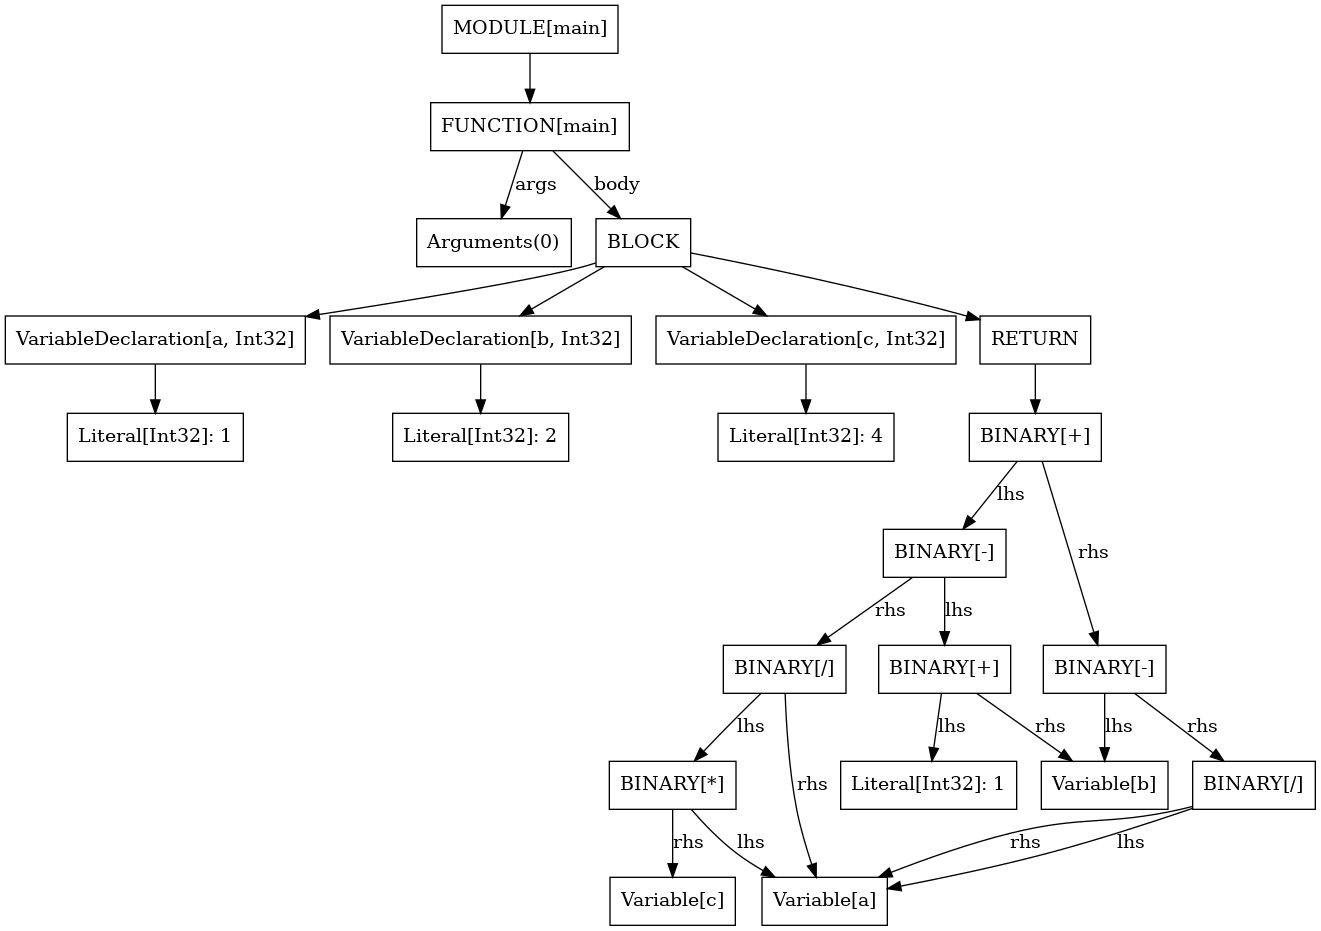 MODULE[main]
FUNCTION[main]
args
body
Arguments(0)
BLOCK
VariableDeclaration[a, Int32]
VariableDeclaration[b, Int32]
VariableDeclaration[c, Int32]
RETURN
Literal[Int32]: 1
Literal[Int32]: 2
Literal[Int32]: 4
BINARY[+]
lhs
BINARY[-]
rhs
rhs
lhs
BINARY[/]
BINARY[+]
BINARY[-]
lhs
lhs
rhs
lhs
rhs
BINARY[*]
rhs
Literal[Int32]: 1
Variable[b]
BINARY[/]
rhs
lhs
rhs
lhs
Variable[c]
Variable[a]